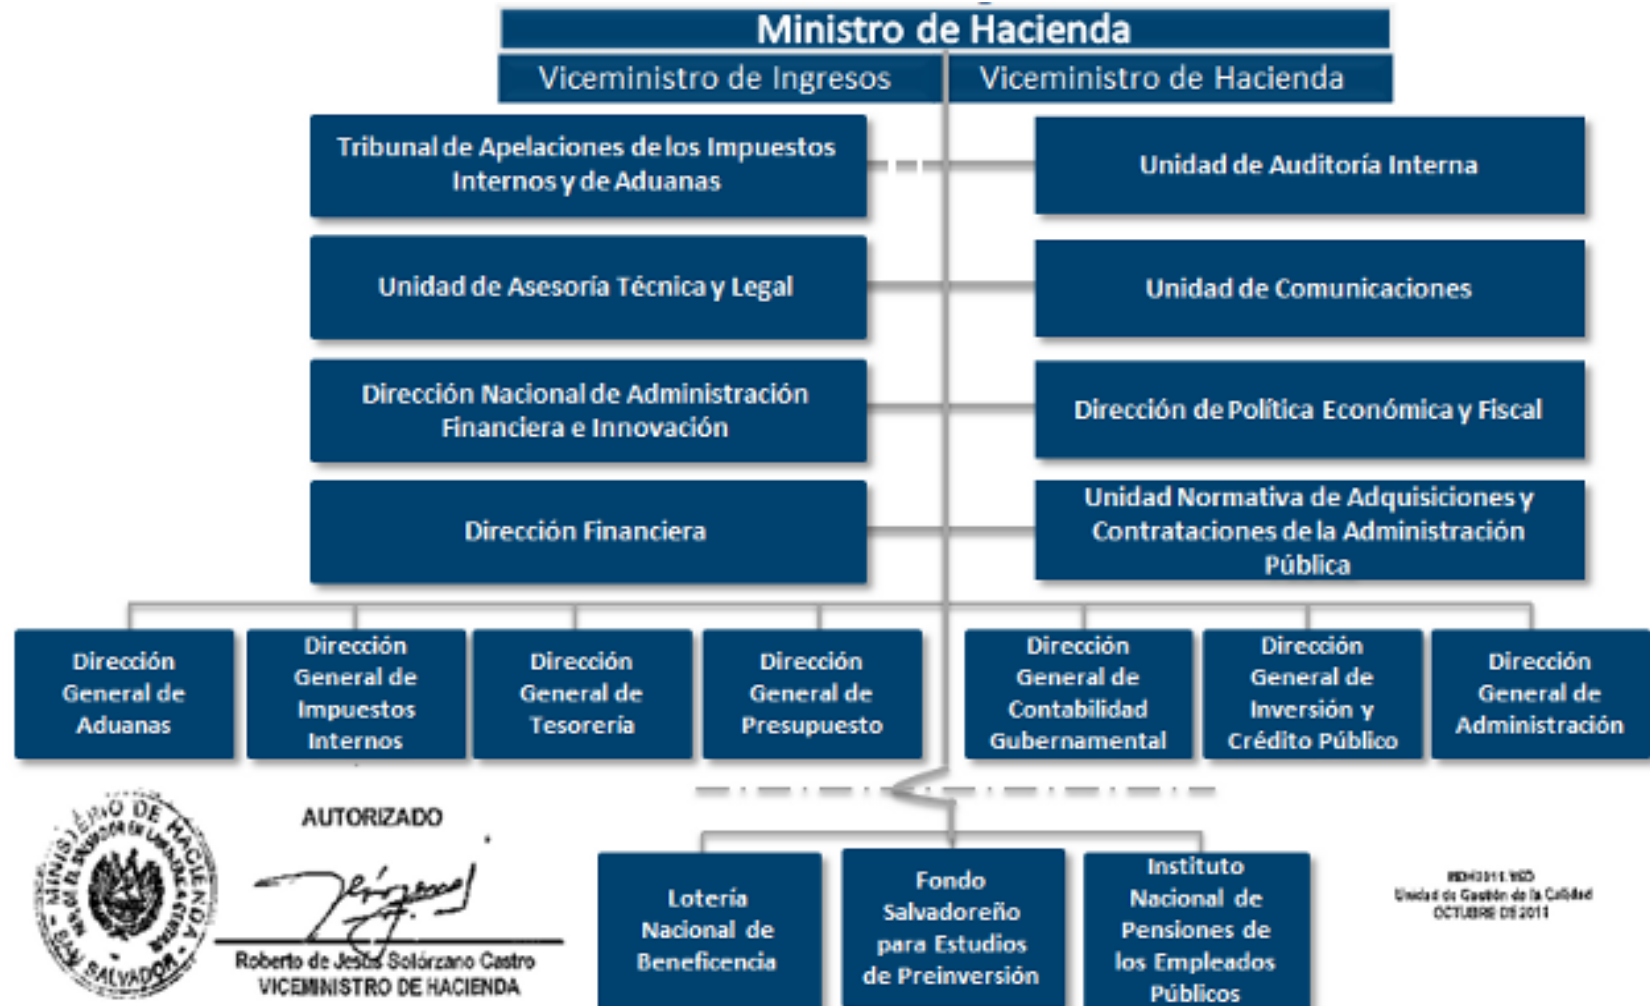 Ministro de Hacienda
Viceministro de Ingresos
Viceministro de Hacienda
Tribunal de Apelaciones de los Impuestos
Internos y de Aduanas
Unidad de Auditoría Interna
Unidad de Asesoría Técnica y Legal
Unidad de Comunicaciones
Dirección Nacional de Administración
Financiera e Innovación
Dirección de Política Económica y Fiscal
Dirección Financiera
Unidad Normativa de Adquisiciones y
Contrataciones de la Administración
Pública
Dirección
General de
Aduanas
Dirección
General de
Impuestos
Internos
Dirección
General de
Tesorería
Dirección
General de
Presupuesto
Dirección
General de
Contabilidad
Gubernamental
Dirección
General de
Inversión y
Crédito Público
Dirección
General de
Administración
MINISTERIO DE HACIENDA
SAN SALVADOR
AUTORIZADO
Roberto de Jesús Solórzano Castro
VICEMINISTRO DE HACIENDA
Lotería
Nacional de
Beneficencia
Fondo
Salvadoreño
para Estudios
de Preinversión
Instituto
Nacional de
Pensiones de
los Empleados
Públicos
Unidad de Gestión de la Calidad
OCTUBRE DE 2011